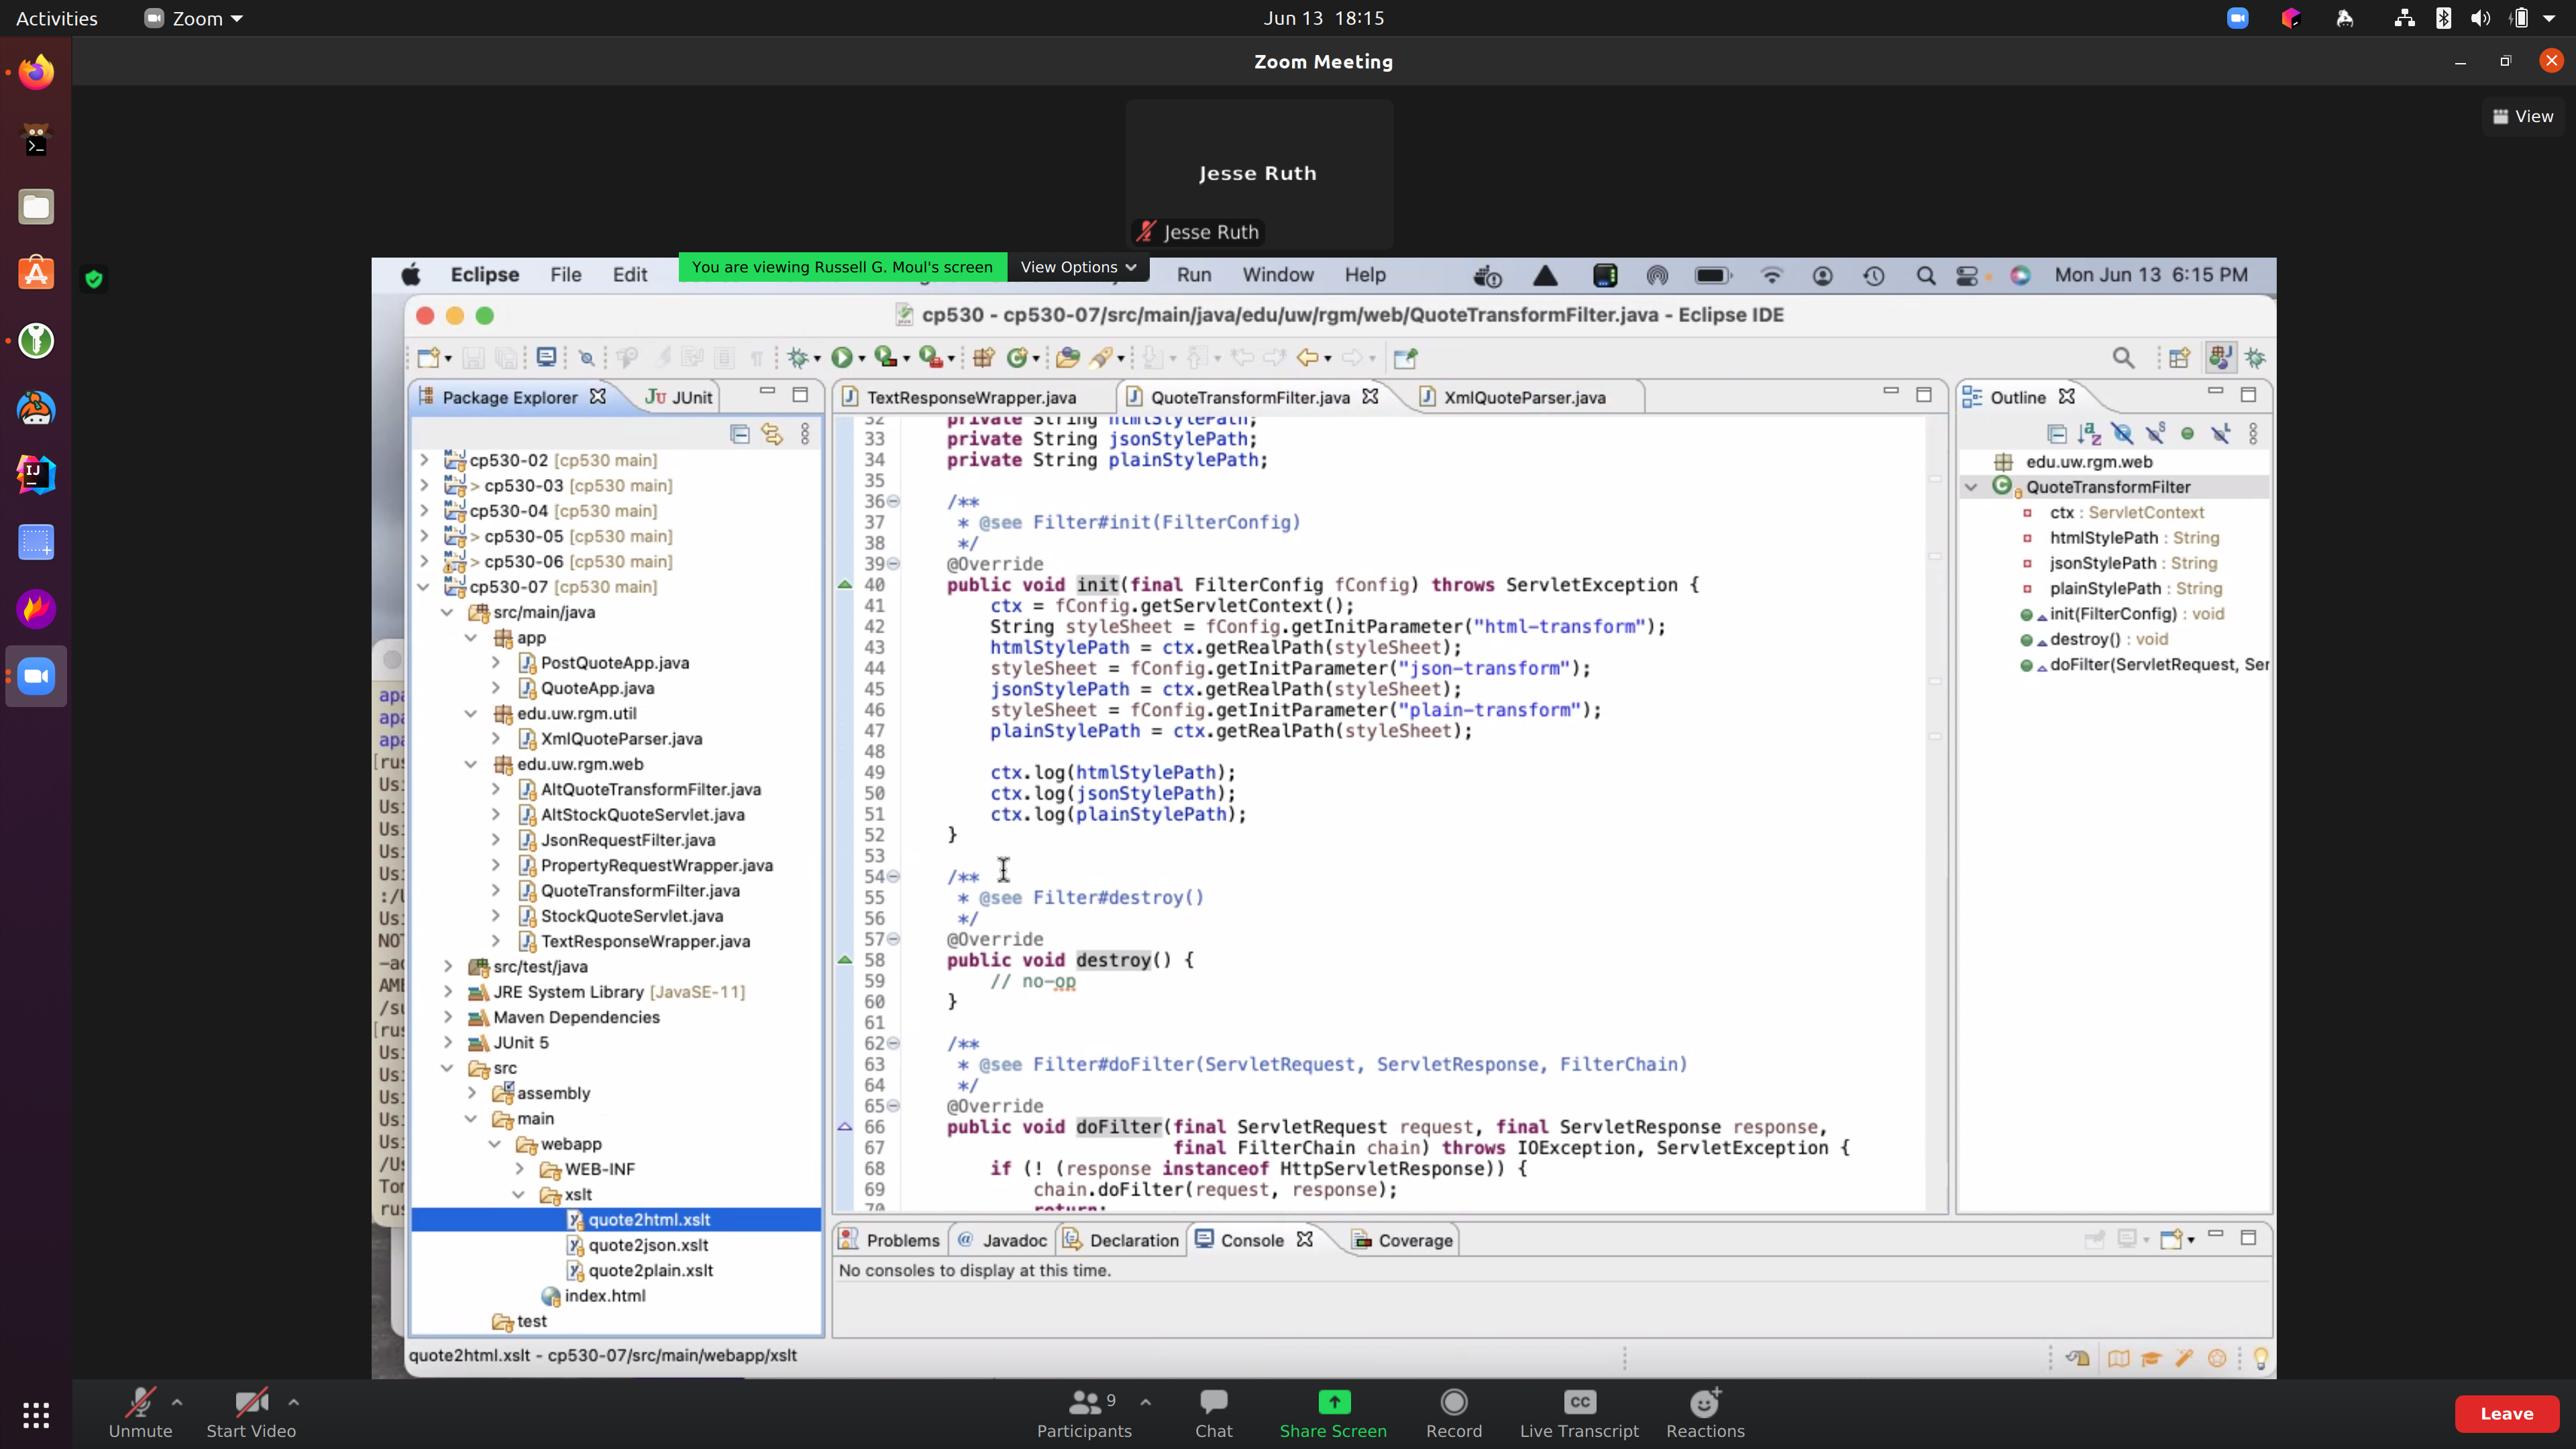 Activities
Zoom
Jun 13 18:15
Zoom Meeting
View
Jesse Ruth
Jesse Ruth
You are viewing Russell G. Moul's screen
View Options
Eclipse File Edit Run Window Help
Mon Jun 13 6:15 PM
cp530 - cp530-07/src/main/java/edu/uw/rgm/web/QuoteTransformFilter.java - Eclipse IDE
Package Explorer
JUnit
cp530-02 [cp530 main]
> cp530-03 [cp530 main]
cp530-04 [cp530 main]
> cp530-05 [cp530 main]
> cp530-06 [cp530 main]
cp530-07 [cp530 main]
src/main/java
app
PostQuoteApp.java
QuoteApp.java
edu.uw.rgm.util
XmlQuoteParser.java
edu.uw.rgm.web
AltQuoteTransformFilter.java
AltStockQuoteServlet.java
JsonRequestFilter.java
PropertyRequestWrapper.java
QuoteTransformFilter.java
StockQuoteServlet.java
TextResponseWrapper.java
src/test/java
JRE System Library [JavaSE-11]
Maven Dependencies
JUnit 5
src
assembly
main
webapp
WEB-INF
xslt
quote2html.xslt
quote2json.xslt
quote2plain.xslt
index.html
test
TextResponseWrapper.java
QuoteTransformFilter.java
XmlQuoteParser.java
32 private String htmlStylePath;
33 private String jsonStylePath;
34 private String plainStylePath;
35
36 /**
37 * @see Filter#init(FilterConfig)
38 */
39 @Override
40 public void init(final FilterConfig fConfig) throws ServletException {
41 ctx = fConfig.getServletContext();
42 String styleSheet = fConfig.getInitParameter("html-transform");
43 htmlStylePath = ctx.getRealPath(styleSheet);
44 styleSheet = fConfig.getInitParameter("json-transform");
45 jsonStylePath = ctx.getRealPath(styleSheet);
46 styleSheet = fConfig.getInitParameter("plain-transform");
47 plainStylePath = ctx.getRealPath(styleSheet);
48
49 ctx.log(htmlStylePath);
50 ctx.log(jsonStylePath);
51 ctx.log(plainStylePath);
52 }
53
54 /**
55 * @see Filter#destroy()
56 */
57 @Override
58 public void destroy() {
59 // no-op
60 }
61
62 /**
63 * @see Filter#doFilter(ServletRequest, ServletResponse, FilterChain)
64 */
65 @Override
66 public void doFilter(final ServletRequest request, final ServletResponse response,
67 final FilterChain chain) throws IOException, ServletException {
68 if (! (response instanceof HttpServletResponse)) {
69 chain.doFilter(request, response);
70 return;
Outline
edu.uw.rgm.web
QuoteTransformFilter
ctx : ServletContext
htmlStylePath : String
jsonStylePath : String
plainStylePath : String
init(FilterConfig) : void
destroy() : void
doFilter(ServletRequest, Ser
Problems
Javadoc
Declaration
Console
Coverage
No consoles to display at this time.
quote2html.xslt - cp530-07/src/main/webapp/xslt
Unmute
Start Video
Participants
9
Chat
Share Screen
Record
CC
Live Transcript
Reactions
Leave